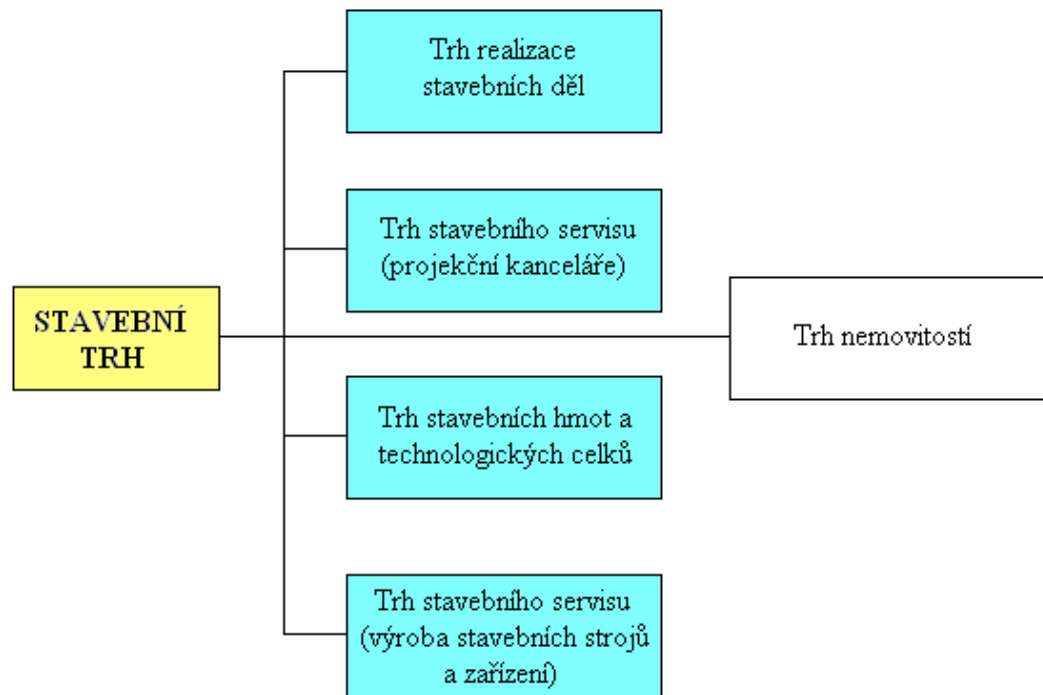 Trh realizace
stavebních děl
Trh stavebního servisu
(projekční kanceláře)
STAVEBNÍ
TRH
Trh nemovitostí
Trh stavebních hmot a
technologických celků
Trh stavebního servisu
(výroba stavebních strojů
a zařízení)